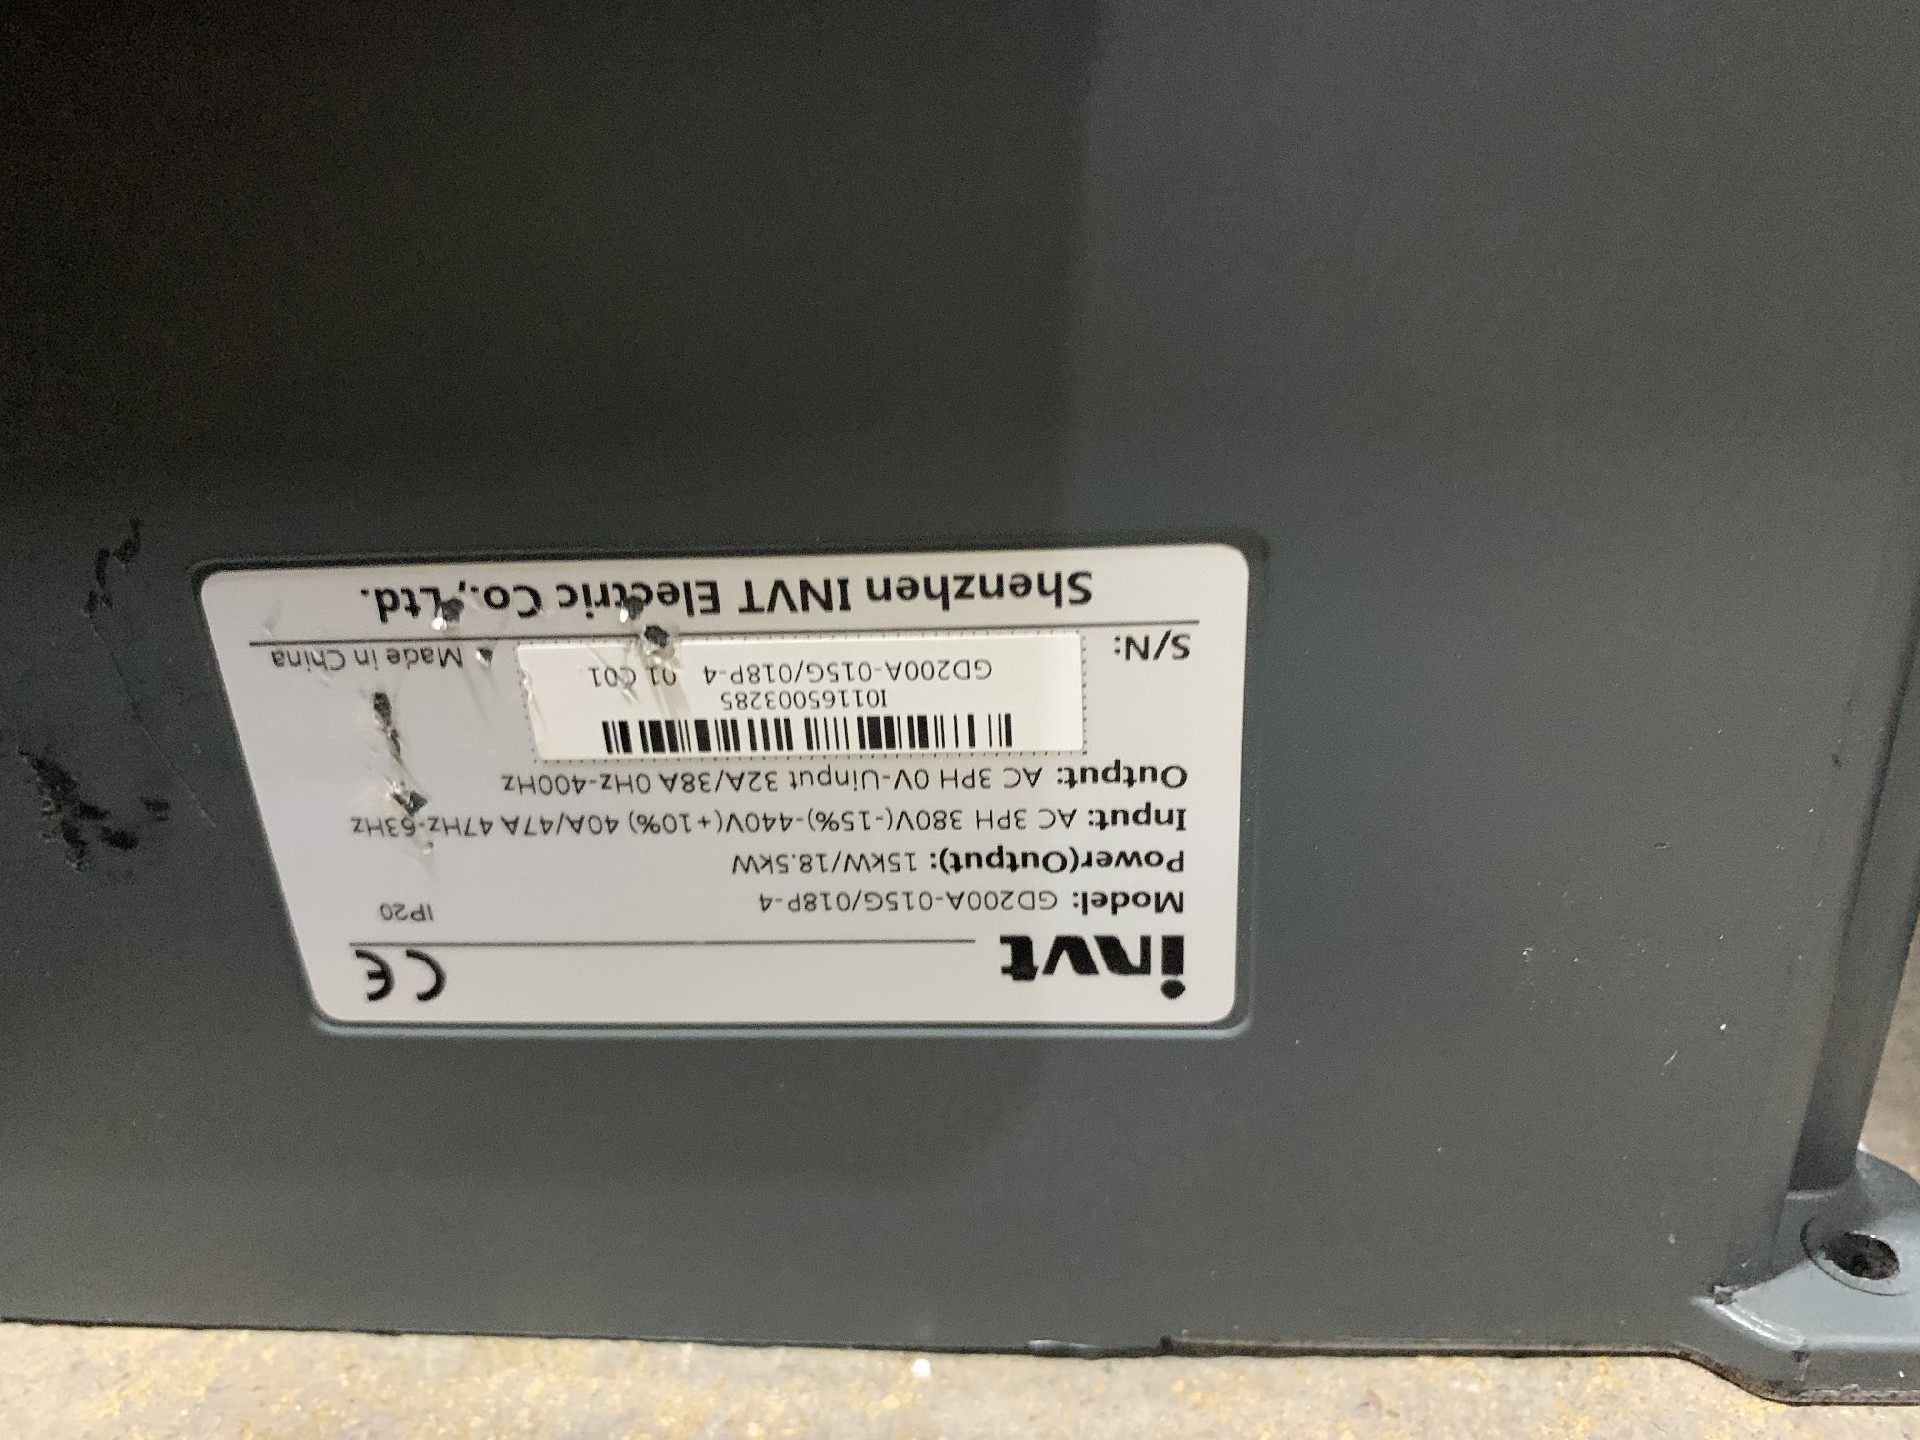 invt
CE
Model: GD200A-015G/018P-4
IP20
Power(Output): 15kW/18.5kW
Input: AC 3PH 380V(-15%)-440V(+10%) 40A/47A 47Hz-63Hz
Output: AC 3PH 0V-Uinput 32A/38A 0Hz-400Hz
S/N:
I01165003285
GD200A-015G/018P-4 01 C01
Made in China
Shenzhen INVT Electric Co., Ltd.